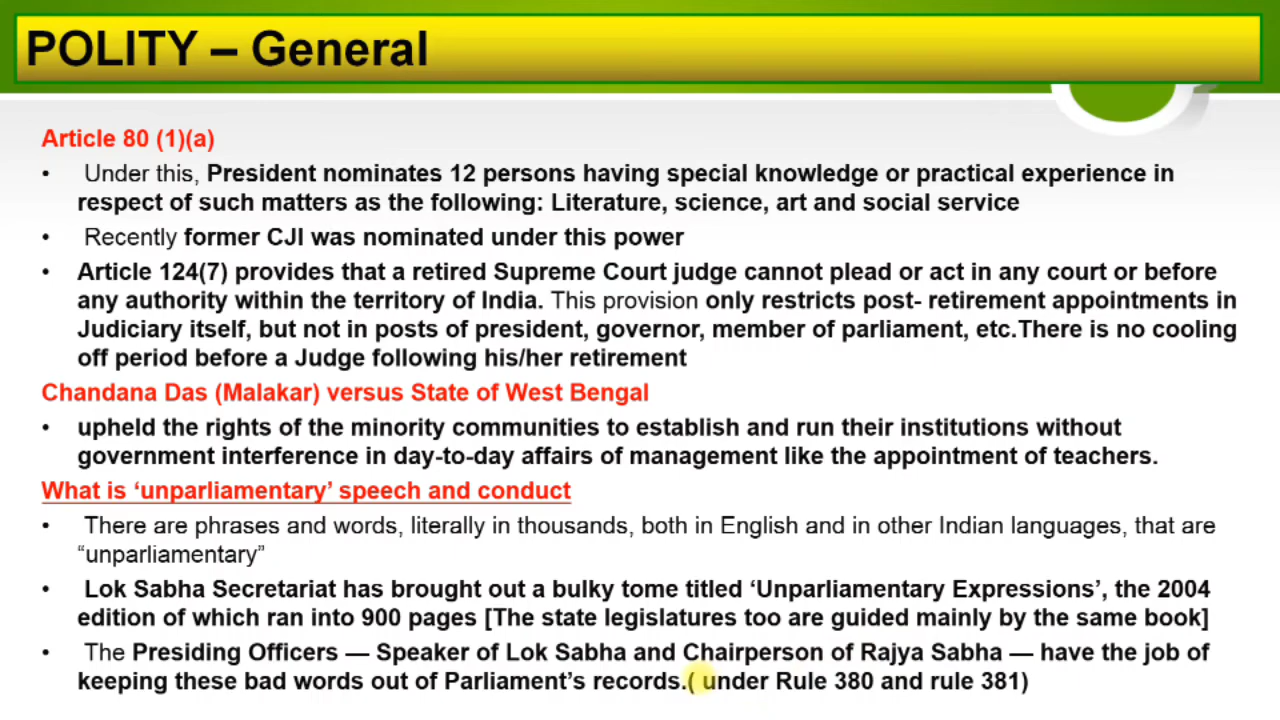 POLITY – General
Article 80 (1)(a)
• Under this, President nominates 12 persons having special knowledge or practical experience in
respect of such matters as the following: Literature, science, art and social service
• Recently former CJI was nominated under this power
• Article 124(7) provides that a retired Supreme Court judge cannot plead or act in any court or before
any authority within the territory of India. This provision only restricts post- retirement appointments in
Judiciary itself, but not in posts of president, governor, member of parliament, etc.There is no cooling
off period before a Judge following his/her retirement
Chandana Das (Malakar) versus State of West Bengal
• upheld the rights of the minority communities to establish and run their institutions without
government interference in day-to-day affairs of management like the appointment of teachers.
What is ‘unparliamentary’ speech and conduct
• There are phrases and words, literally in thousands, both in English and in other Indian languages, that are
“unparliamentary”
• Lok Sabha Secretariat has brought out a bulky tome titled ‘Unparliamentary Expressions’, the 2004
edition of which ran into 900 pages [The state legislatures too are guided mainly by the same book]
• The Presiding Officers — Speaker of Lok Sabha and Chairperson of Rajya Sabha — have the job of
keeping these bad words out of Parliament’s records.( under Rule 380 and rule 381)